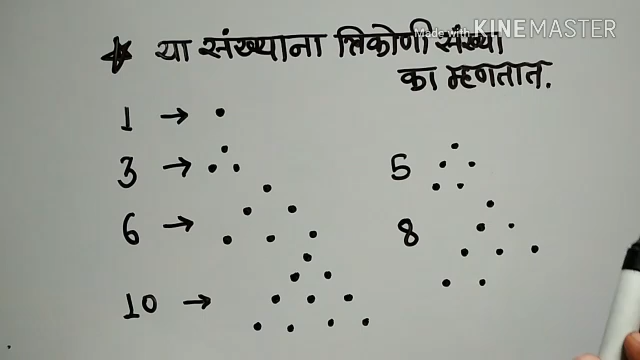 Made with KINEMASTER
★ या संख्याना त्रिकोणी संख्या
का म्हणतात.
1 →
3 →
5
6 →
8
10 →